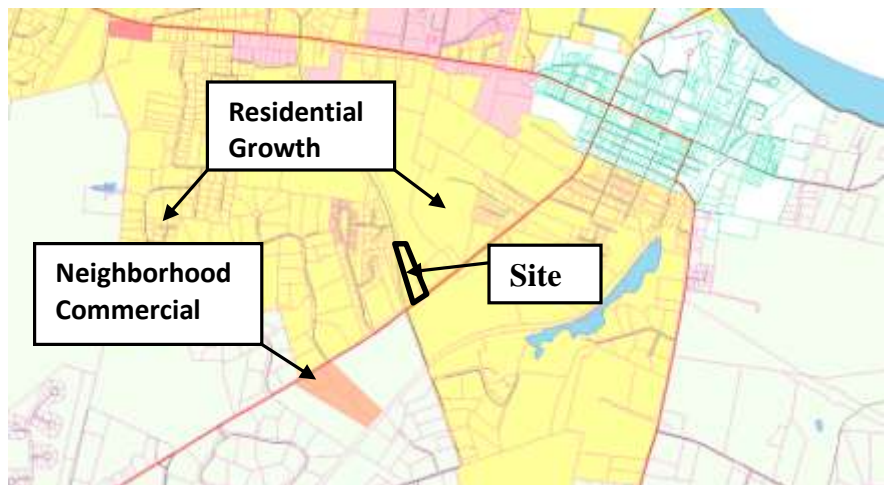 Residential
Growth
Neighborhood
Commercial
Site